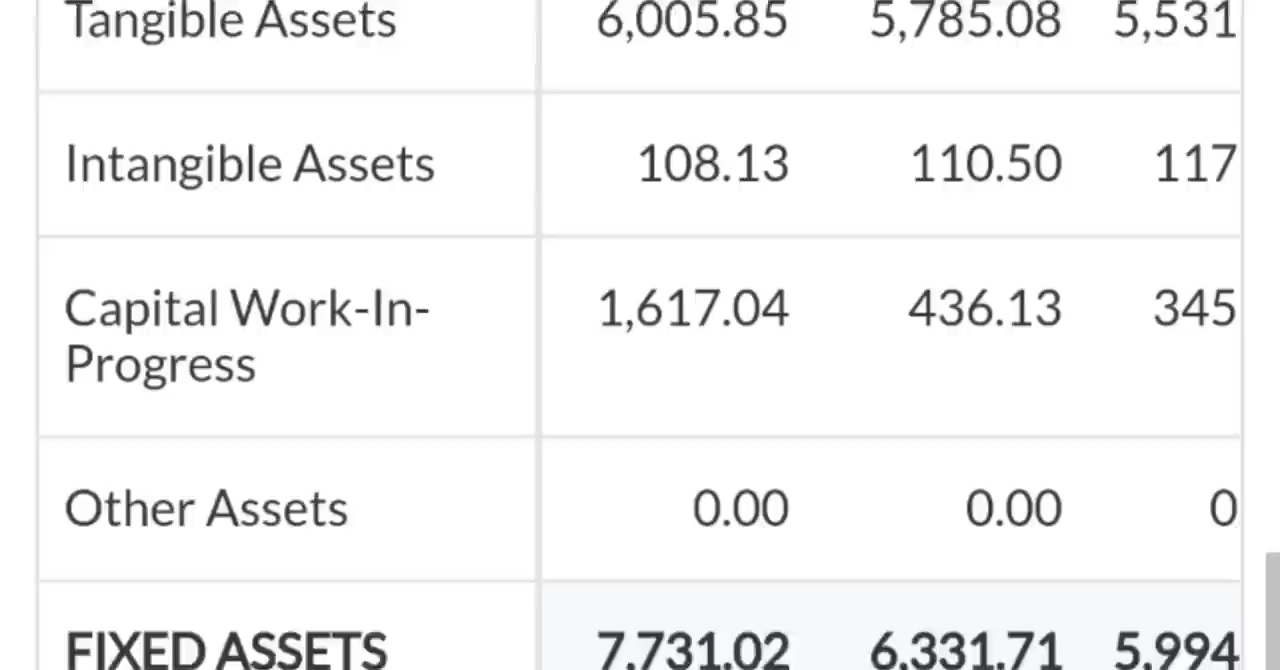 Tangible Assets 6,005.85 5,785.08 5,531
Intangible Assets 108.13 110.50 117
Capital Work-In- 1,617.04 436.13 345
Progress
Other Assets 0.00 0.00 0
FIXED ASSETS 7,731.02 6,331.71 5,994